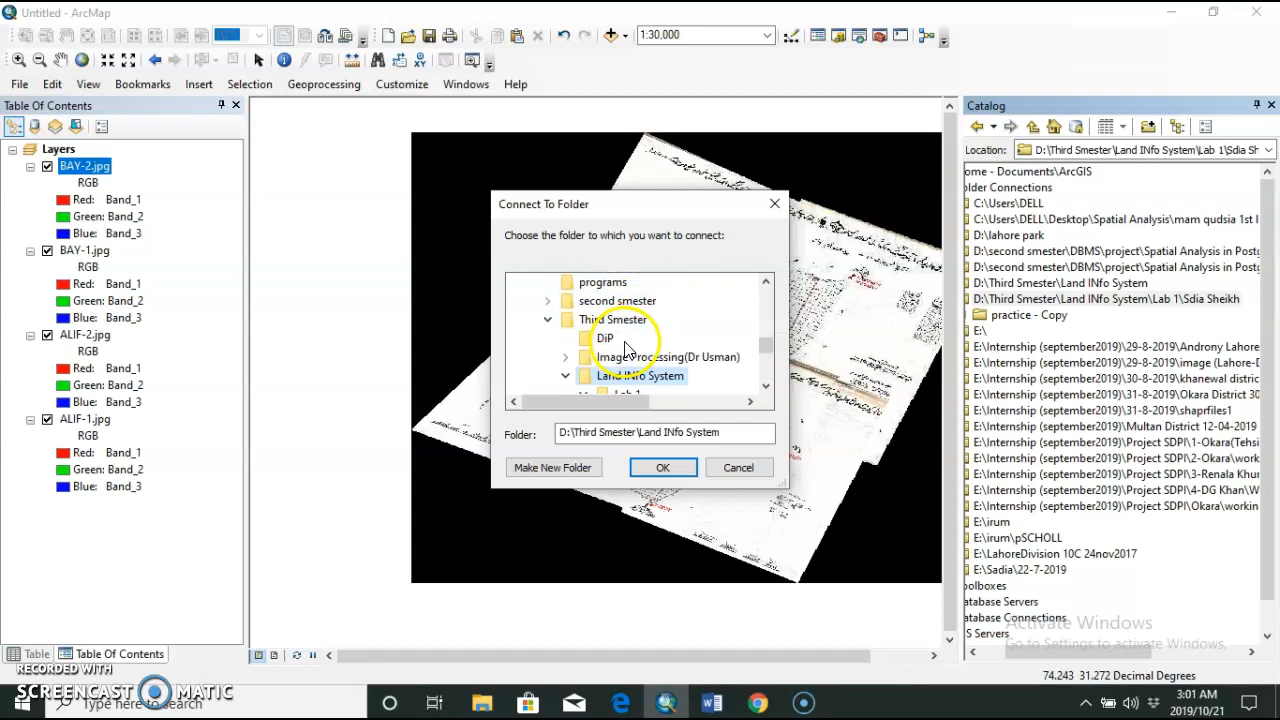 Untitled - ArcMap
1:30,000
File Edit View Bookmarks Insert Selection Geoprocessing Customize Windows Help
Table Of Contents
Layers
BAY-2.jpg
RGB
Red: Band_1
Green: Band_2
Blue: Band_3
BAY-1.jpg
RGB
Red: Band_1
Green: Band_2
Blue: Band_3
ALIF-2.jpg
RGB
Red: Band_1
Green: Band_2
Blue: Band_3
ALIF-1.jpg
RGB
Red: Band_1
Green: Band_2
Blue: Band_3
Table Table Of Contents
Connect To Folder
Choose the folder to which you want to connect:
programs
second smester
Third Smester
DiP
Image Processing(Dr Usman)
Land INfo System
Lab 1
Folder: D:\Third Smester\Land INfo System
Make New Folder OK Cancel
Catalog
Location: D:\Third Smester\Land INfo System\Lab 1\Sdia Sh
ome - Documents\ArcGIS
older Connections
C:\Users\DELL
C:\Users\DELL\Desktop\Spatial Analysis\mam qudsia 1st l
D:\lahore park
D:\second smester\DBMS\project\Spatial Analysis in Postg
D:\second smester\DBMS\project\Spatial Analysis in Postg
D:\Third Smester\Land INfo System
D:\Third Smester\Land INfo System\Lab 1\Sdia Sheikh
practice - Copy
E:\
E:\Internship (september2019)\29-8-2019\Androny Lahore
E:\Internship (september2019)\29-8-2019\image (Lahore-D
E:\Internship (september2019)\30-8-2019\khanewal district
E:\Internship (september2019)\31-8-2019\Okara District 30
E:\Internship (september2019)\31-8-2019\shaprfiles1
E:\Internship (september2019)\Multan District 12-04-2019
E:\Internship (september2019)\Project SDPI\1-Okara(Tehsi
E:\Internship (september2019)\Project SDPI\2-Work(okara
E:\Internship (september2019)\Project SDPI\3-Renala Khur
E:\Internship (september2019)\Project SDPI\4-DG Khan\W
E:\Internship (september2019)\Project SDPI\Okara\workin
E:\irum
E:\irum\pSCHOLL
E:\LahoreDivision 10C 24nov2017
E:\Sadia\22-7-2019
oolboxes
atabase Servers
atabase Connections
S Servers
Activate Windows
Go to Settings to activate Windows.
74.243 31.272 Decimal Degrees
RECORDED WITH
SCREENCAST MATIC
Type here to search
3:01 AM
2019/10/21